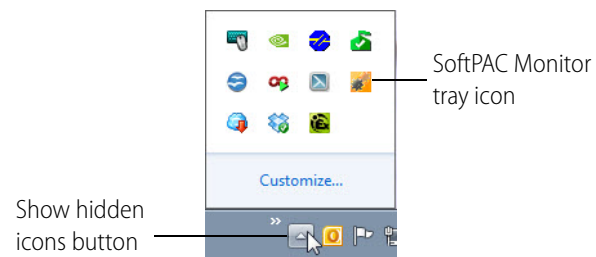 SoftPAC Monitor
tray icon
Customize...
Show hidden
icons button